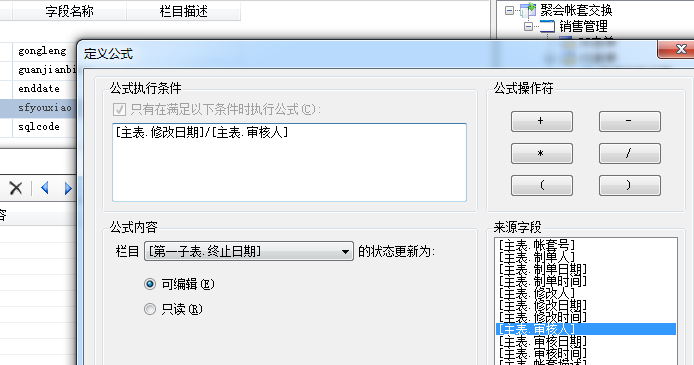 字段名称 栏目描述
gongleng
guanjianbi
enddate
sfyouxiao
sqlcode
容
聚会帐套交换
销售管理
定义公式
公式执行条件
只有在满足以下条件时执行公式(C):
[主表.修改日期]/[主表.审核人]
公式操作符
+ -
* /
( )
公式内容
栏目 [第一子表.终止日期] 的状态更新为:
可编辑(E)
只读(R)
来源字段
[主表.帐套号]
[主表.制单人]
[主表.制单日期]
[主表.制单时间]
[主表.修改人]
[主表.修改日期]
[主表.修改时间]
[主表.审核人]
[主表.审核日期]
[主表.审核时间]
[主表.帐套描述]